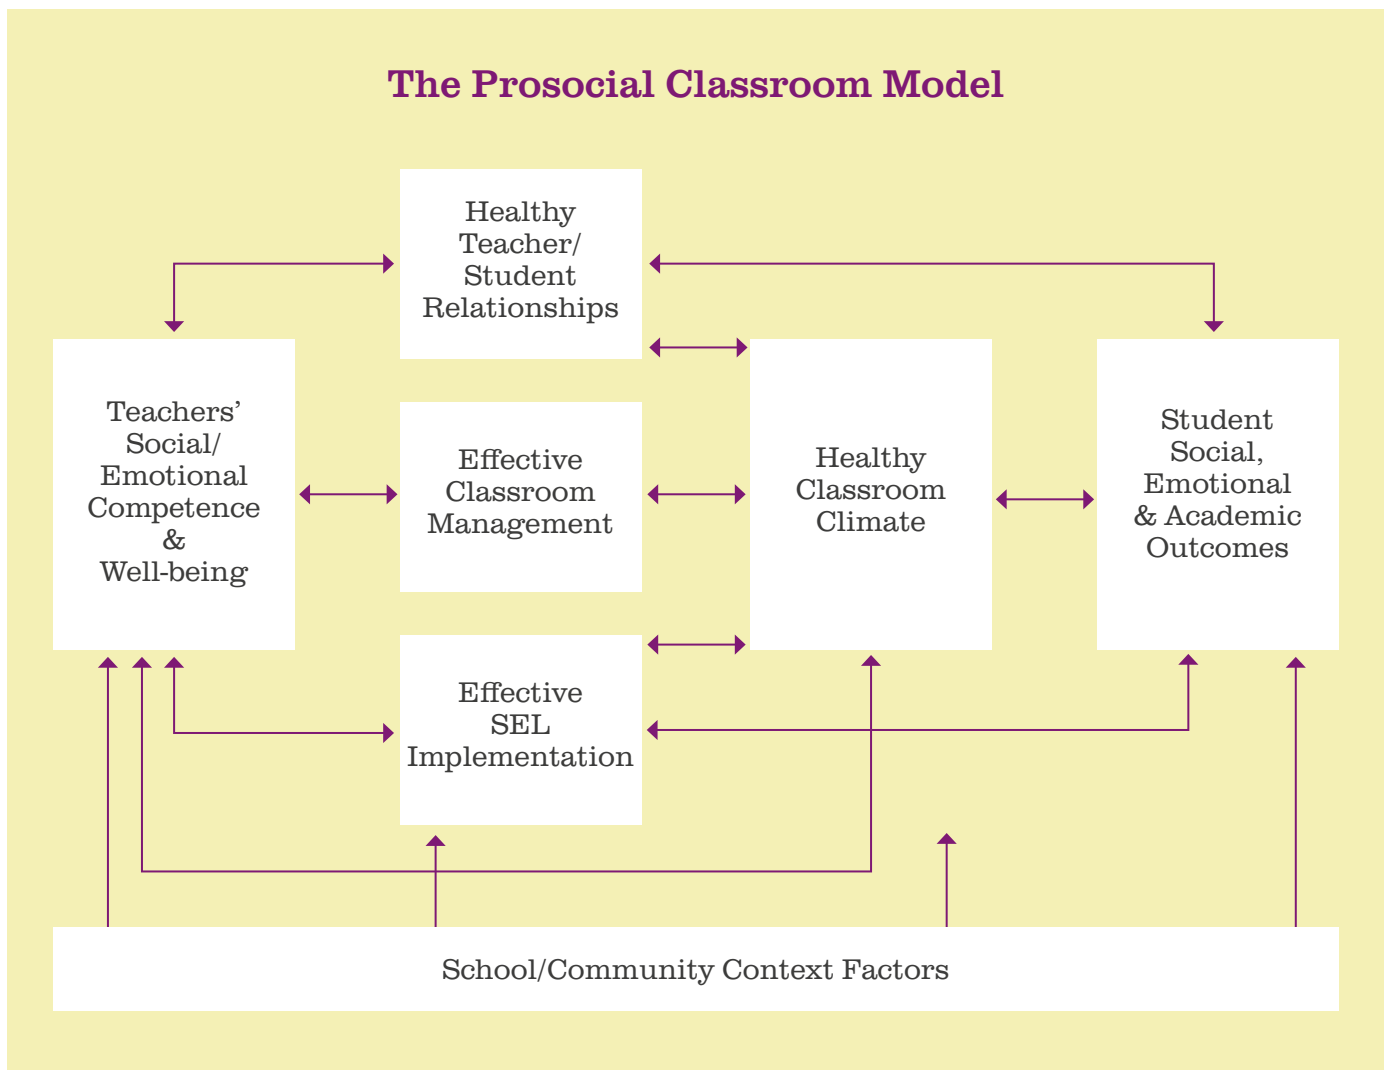 The Prosocial Classroom Model
Healthy
Teacher/
Student
Relationships
Teachers’
Social/
Emotional
Competence
&
Well-being
Effective
Classroom
Management
Healthy
Classroom
Climate
Student
Social,
Emotional
& Academic
Outcomes
Effective
SEL
Implementation
School/Community Context Factors